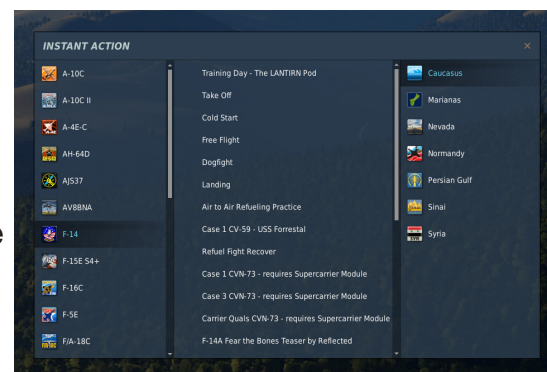 INSTANT ACTION
×
A-10C
A-10C II
A-4E-C
AH-64D
AJS37
AV8BNA
F-14
F-15E S4+
F-16C
F-5E
F/A-18C
Training Day - The LANTIRN Pod
Take Off
Cold Start
Free Flight
Dogfight
Landing
Air to Air Refueling Practice
Case 1 CV-59 - USS Forrestal
Refuel Fight Recover
Case 1 CVN-73 - requires Supercarrier Module
Case 3 CVN-73 - requires Supercarrier Module
Carrier Quals CVN-73 - requires Supercarrier Module
F-14A Fear the Bones Teaser by Reflected
Caucasus
Marianas
Nevada
Normandy
Persian Gulf
Sinai
Syria
e